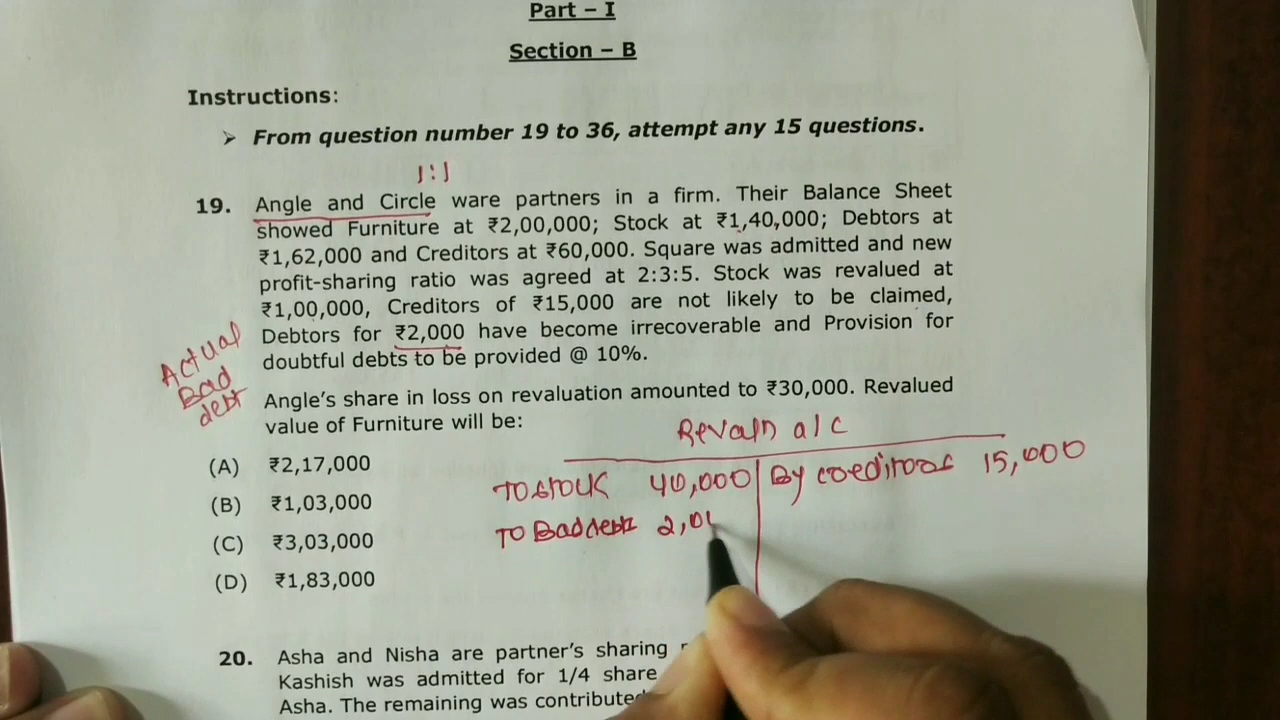 Part – I
Section – B
Instructions:
➢ From question number 19 to 36, attempt any 15 questions.
1:1
19. Angle and Circle ware partners in a firm. Their Balance Sheet
showed Furniture at ₹2,00,000; Stock at ₹1,40,000; Debtors at
₹1,62,000 and Creditors at ₹60,000. Square was admitted and new
profit-sharing ratio was agreed at 2:3:5. Stock was revalued at
₹1,00,000, Creditors of ₹15,000 are not likely to be claimed,
Debtors for ₹2,000 have become irrecoverable and Provision for
doubtful debts to be provided @ 10%.
Actual
Bad
debt
Angle's share in loss on revaluation amounted to ₹30,000. Revalued
value of Furniture will be:
Revaln a/c
(A) ₹2,17,000
(B) ₹1,03,000
(C) ₹3,03,000
(D) ₹1,83,000
To stock 40,000 By creditors 15,000
To Bad debts 2,0
20. Asha and Nisha are partner's sharing
Kashish was admitted for 1/4 share
Asha. The remaining was contributed